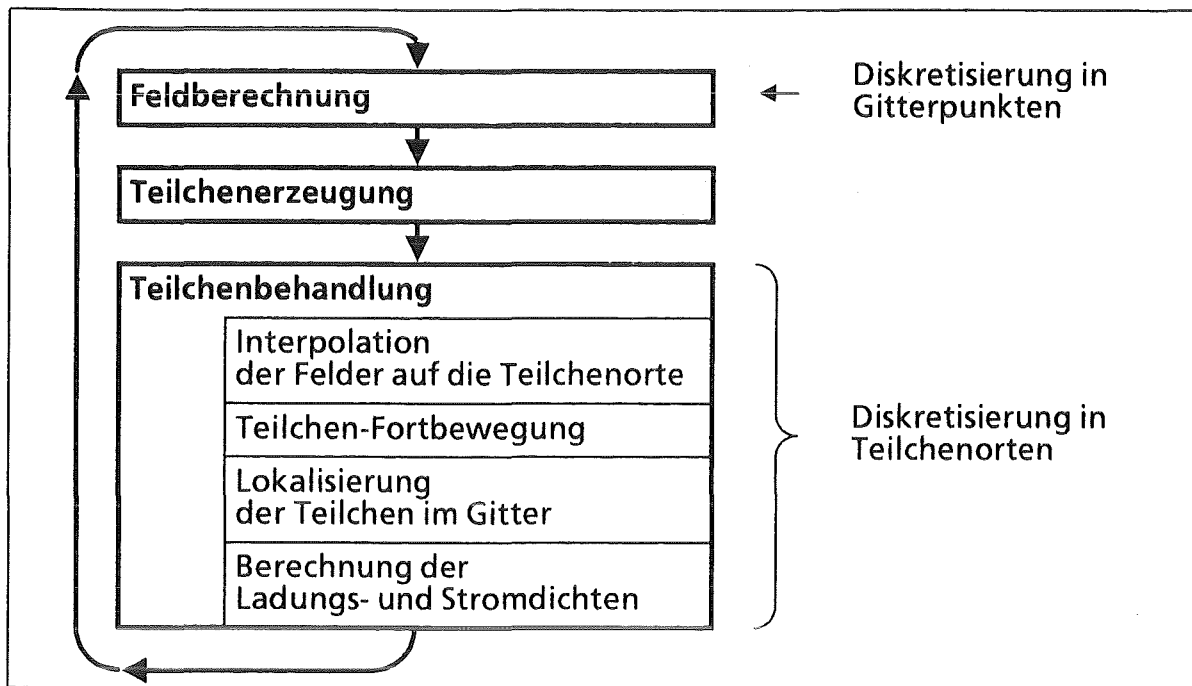 Feldberechnung
Diskretisierung in
Gitterpunkten
Teilchenerzeugung
Teilchenbehandlung
Interpolation
der Felder auf die Teilchenorte
Teilchen-Fortbewegung
Lokalisierung
der Teilchen im Gitter
Berechnung der
Ladungs- und Stromdichten
Diskretisierung in
Teilchenorten